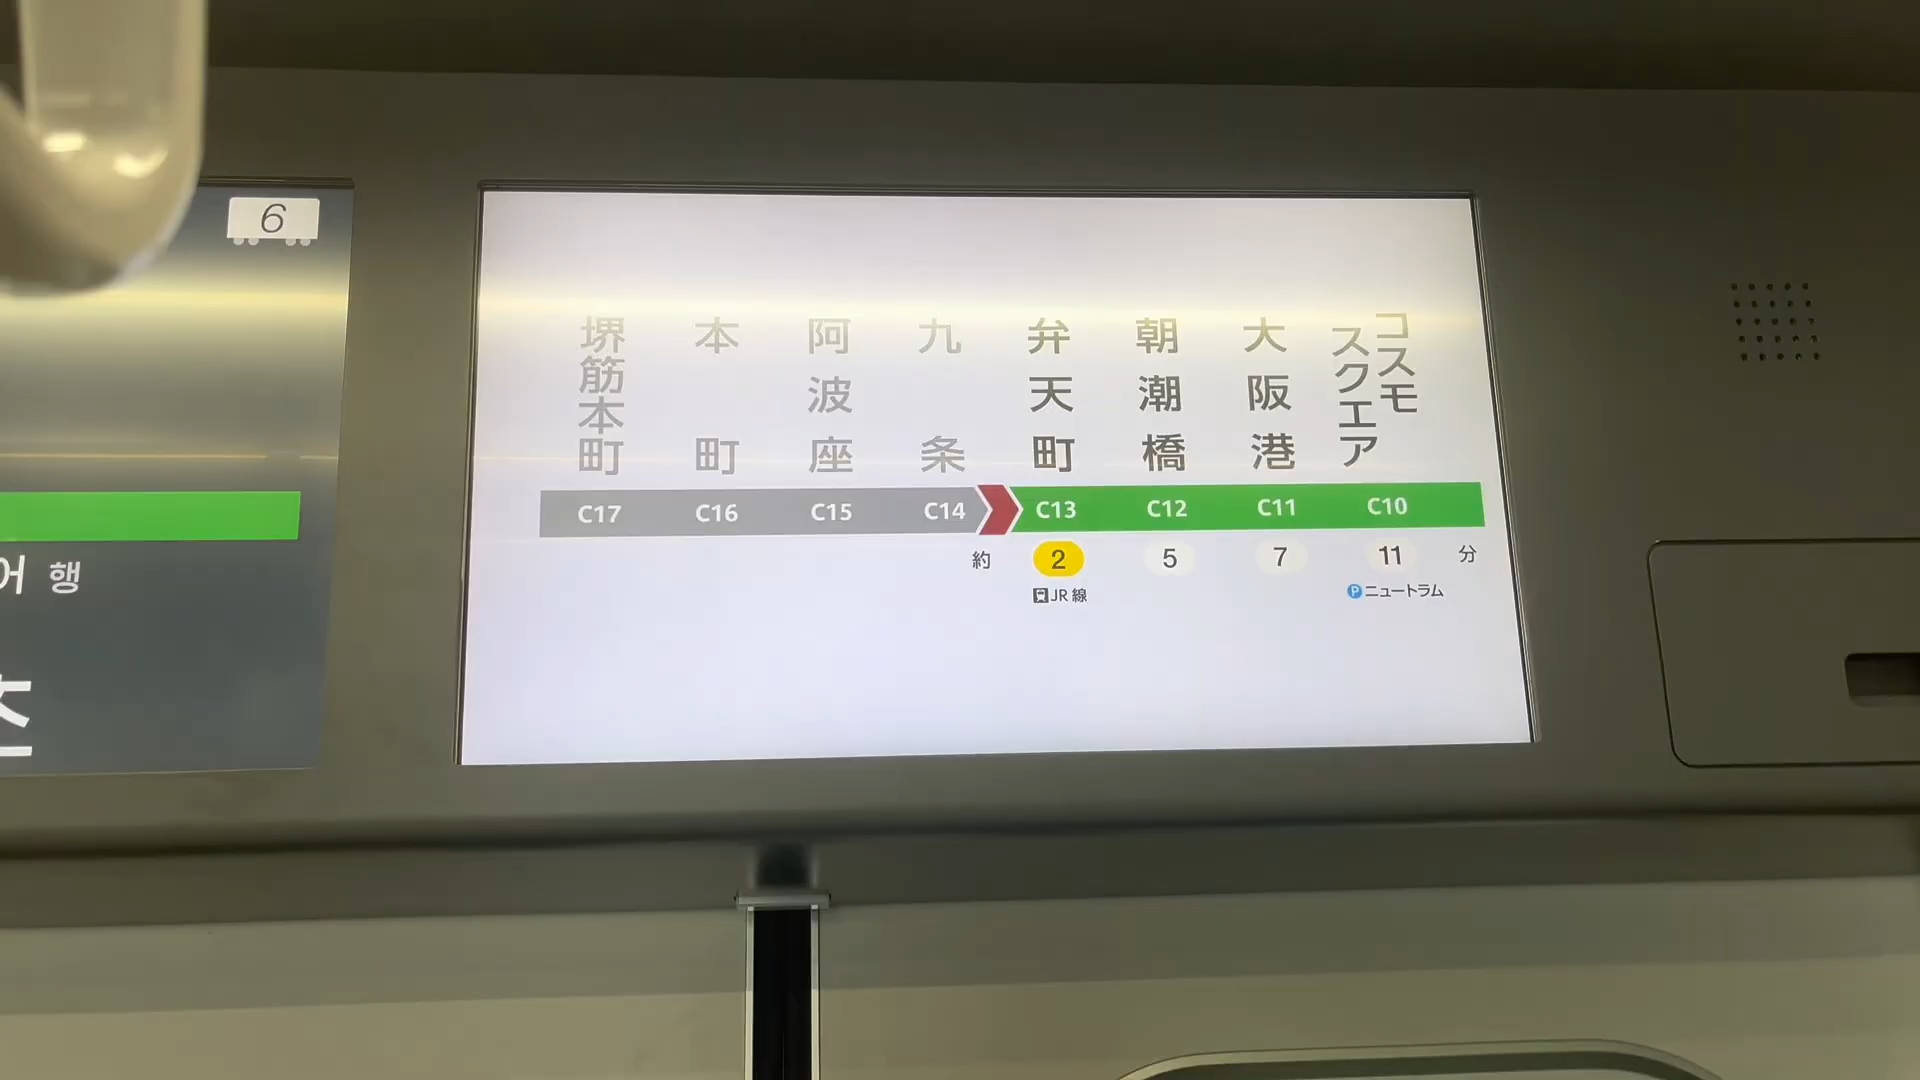 6
어 행
堺筋本町
本町
阿波座
九条
弁天町
朝潮橋
大阪港
コスモスクエア
C17 C16 C15 C14 C13 C12 C11 C10
約 2 5 7 11 分
JR線
P ニュートラム